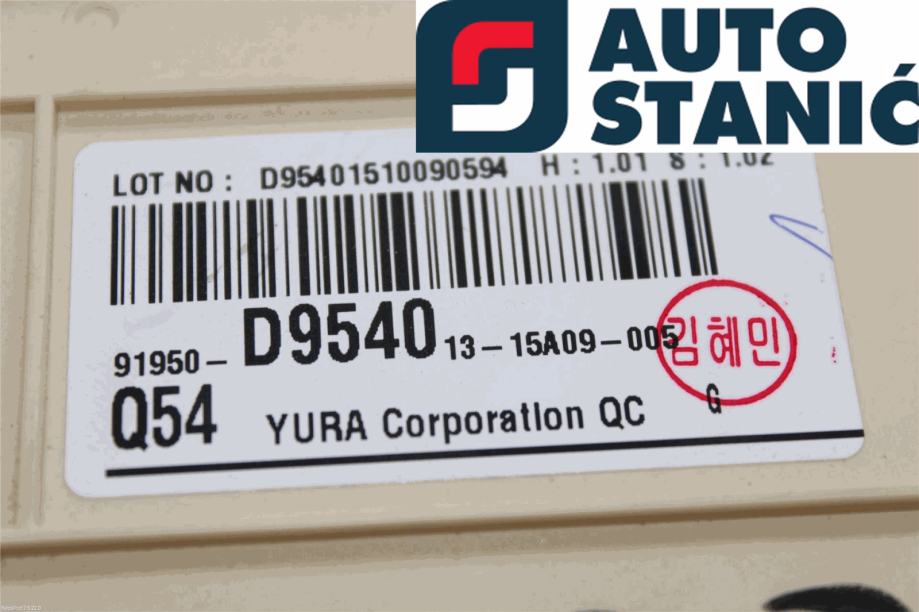 AUTO
STANIĆ
LOT NO : D95401510090594 H : 1.01 S : 1.02
91950- D9540 13-15A09-005
김혜민
Q54 YURA Corporation QC G